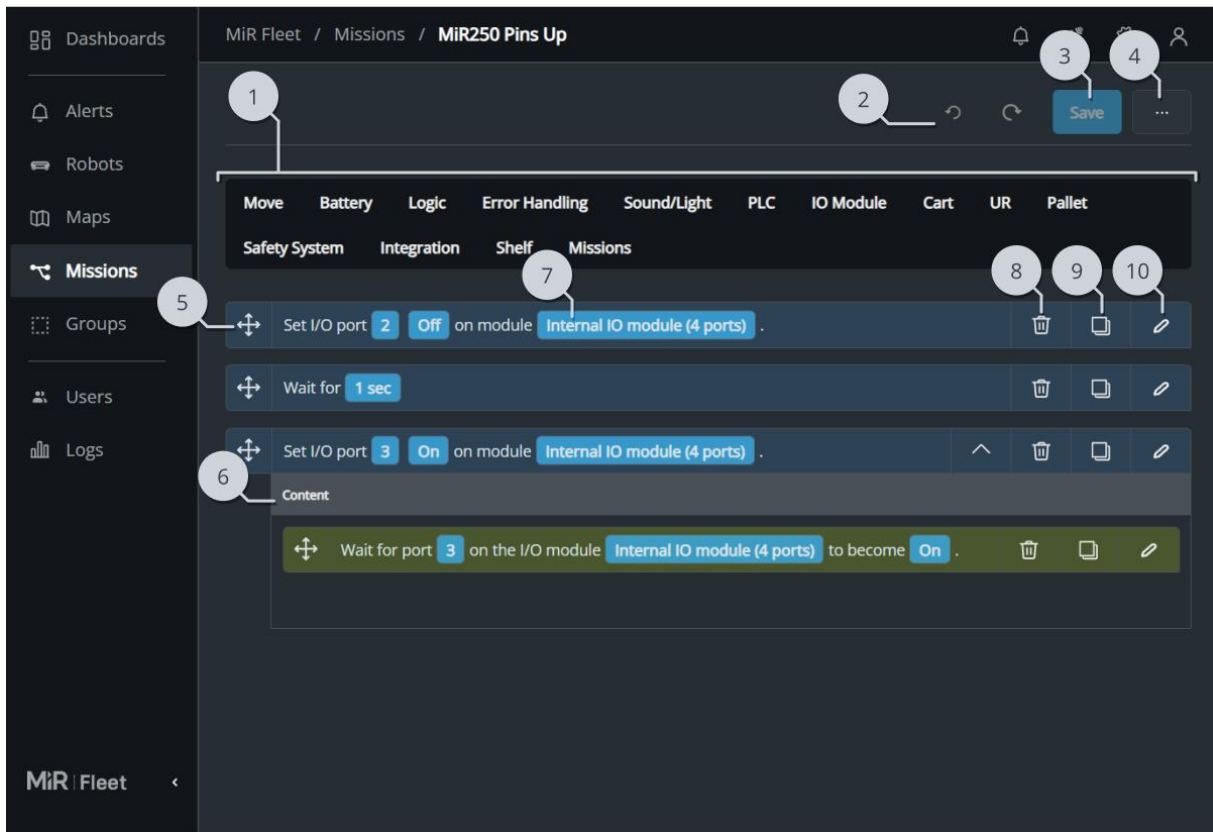 Dashboards
MiR Fleet / Missions / MiR250 Pins Up
3
4
1
2
Alerts
Save
...
Robots
Move Battery Logic Error Handling Sound/Light PLC IO Module Cart UR Pallet
Maps
Safety System Integration Shelf Missions
Missions
7
8
9
10
5
Groups
Set I/O port 2 Off on module Internal IO module (4 ports) .
Users
Wait for 1 sec
Logs
Set I/O port 3 On on module Internal IO module (4 ports) .
6
Content
Wait for port 3 on the I/O module Internal IO module (4 ports) to become On .
MiR Fleet